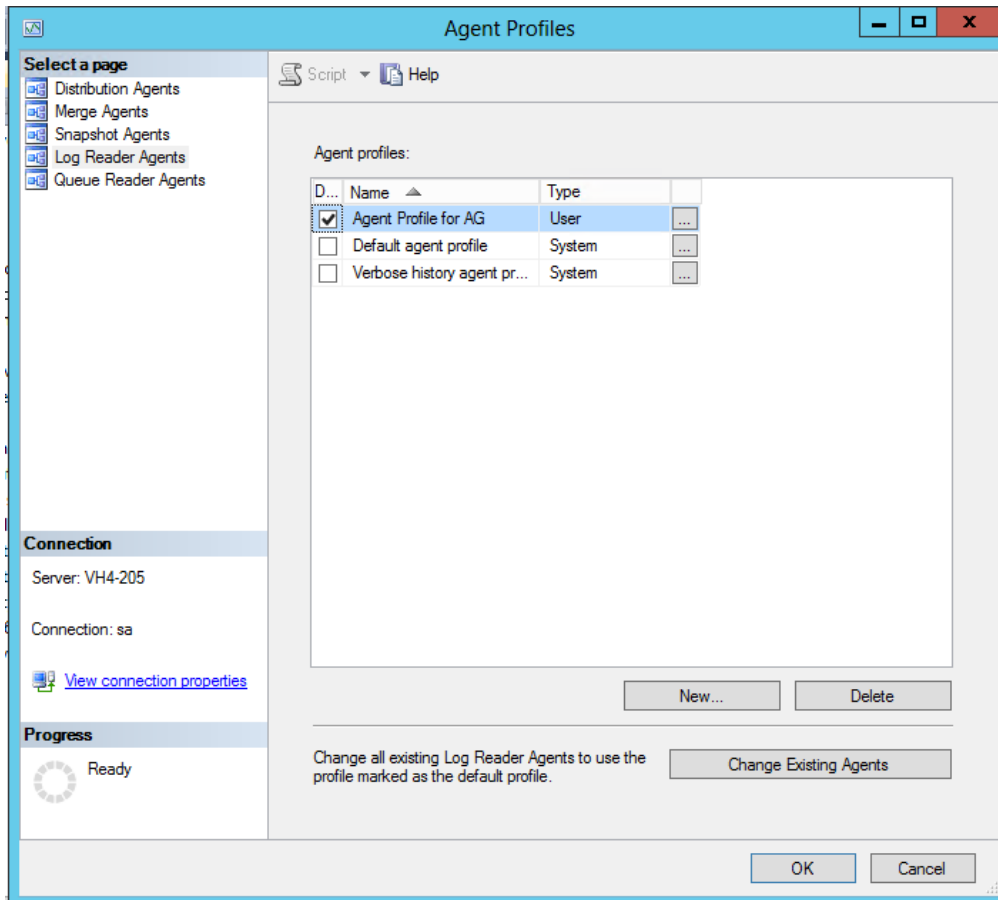 Agent Profiles
Select a page
Distribution Agents
Merge Agents
Snapshot Agents
Log Reader Agents
Queue Reader Agents
Script Help
Agent profiles:
D... Name Type
Agent Profile for AG User ...
Default agent profile System ...
Verbose history agent pr... System ...
Connection
Server: VH4-205
Connection: sa
View connection properties
New... Delete
Progress
Ready
Change all existing Log Reader Agents to use the
profile marked as the default profile.
Change Existing Agents
OK Cancel